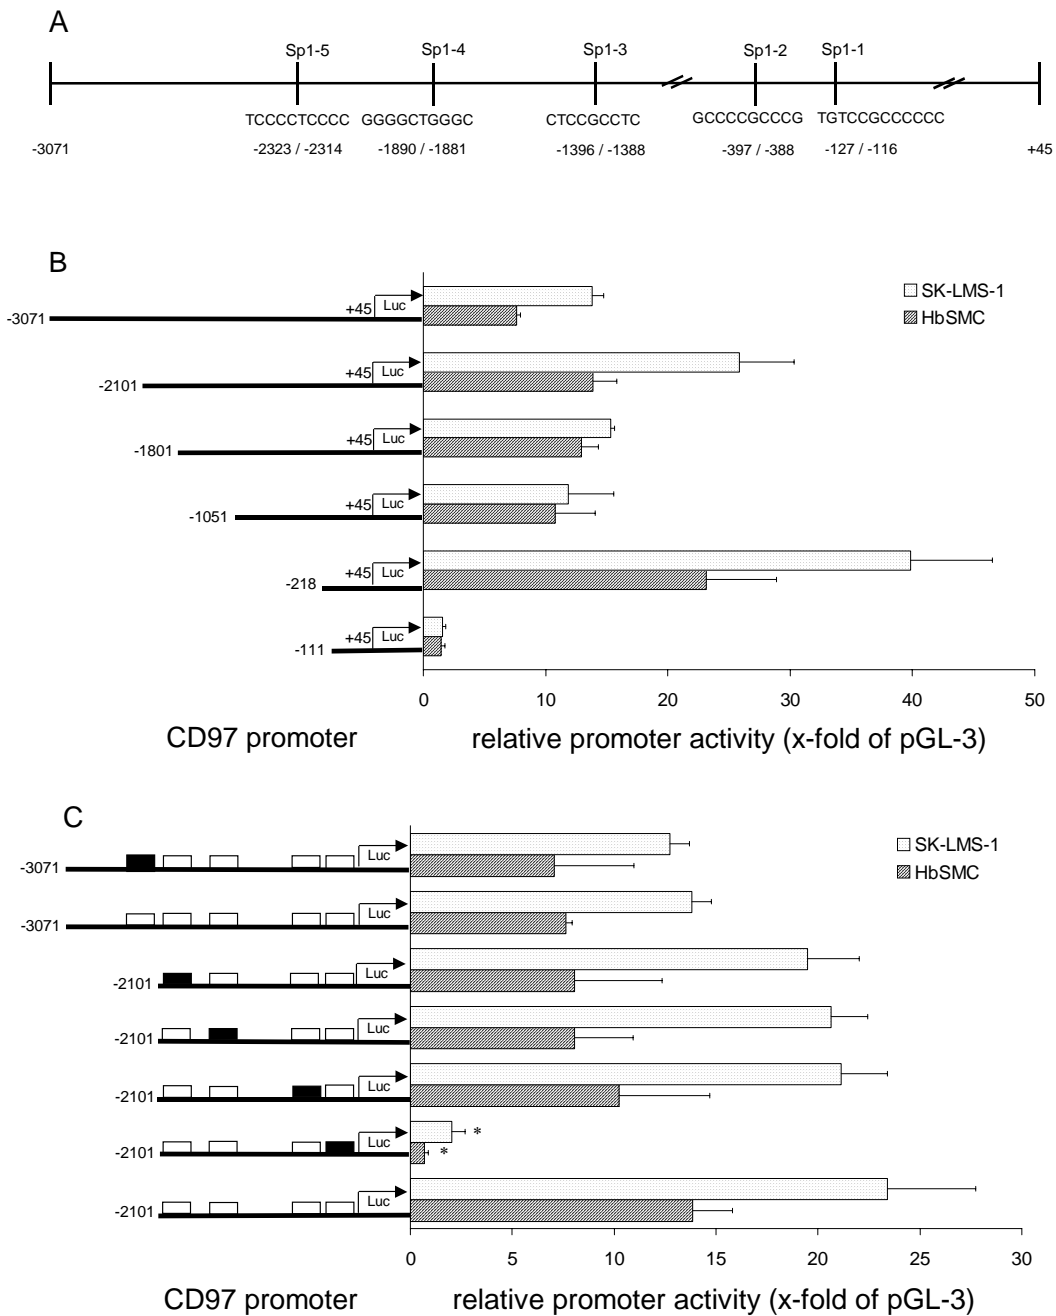 A
Sp1-5 Sp1-4 Sp1-3 Sp1-2 Sp1-1
TCCCCTCCCC GGGGCTGGGC CTCCGCCTC GCCCCGCCCG TGTCCGCCCCCC
-3071 -2323 / -2314 -1890 / -1881 -1396 / -1388 -397 / -388 -127 / -116 +45
B
SK-LMS-1
HbSMC
+45 Luc
-3071
+45 Luc
-2101
+45 Luc
-1801
+45 Luc
-1051
+45 Luc
-218
+45 Luc
-111
0 10 20 30 40 50
CD97 promoter relative promoter activity (x-fold of pGL-3)
C
SK-LMS-1
HbSMC
Luc
-3071
Luc
-3071
Luc
-2101
Luc
-2101
Luc
-2101
*
Luc
-2101 *
Luc
-2101
0 5 10 15 20 25 30
CD97 promoter relative promoter activity (x-fold of pGL-3)